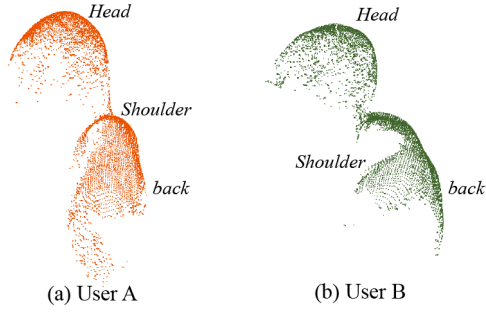 Head
Shoulder
back
(a) User A
Head
Shoulder
back
(b) User B